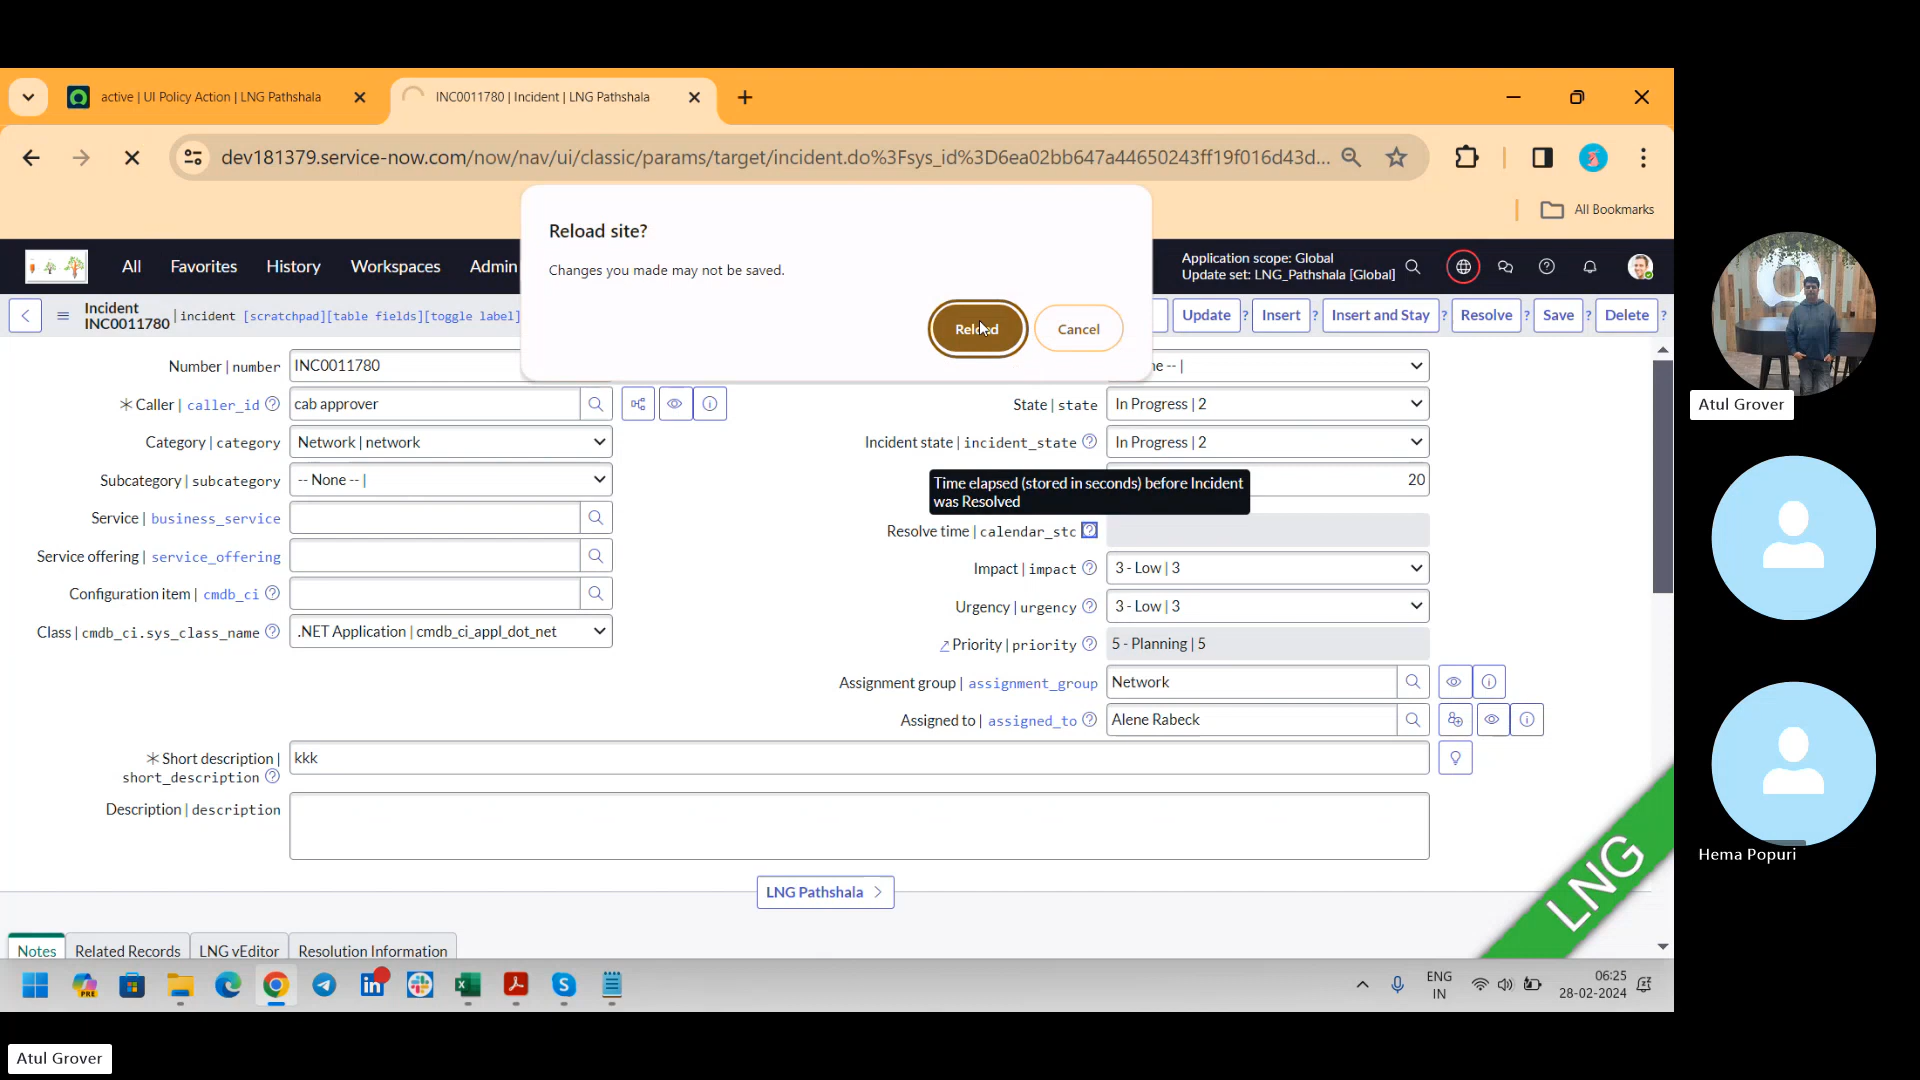 active | UI Policy Action | LNG Pathshala
INC0011780 | Incident | LNG Pathshala
dev181379.service-now.com/now/nav/ui/classic/params/target/incident.do%3Fsys_id%3D6ea02bb647a44650243ff19f016d43d...
All Bookmarks
Reload site?
Changes you made may not be saved.
Reload
Cancel
All
Favorites
History
Workspaces
Admin
Application scope: Global
Update set: LNG_Pathshala [Global]
Incident
INC0011780
incident [scratchpad][table fields][toggle label]
Update ?
Insert ?
Insert and Stay ?
Resolve ?
Save ?
Delete ?
Number | number
INC0011780
Caller | caller_id
cab approver
State | state
In Progress | 2
Category | category
Network | network
Incident state | incident_state
In Progress | 2
Subcategory | subcategory
-- None -- |
20
Time elapsed (stored in seconds) before Incident
was Resolved
Service | business_service
Resolve time | calendar_stc
Service offering | service_offering
Impact | impact
3 - Low | 3
Configuration item | cmdb_ci
Urgency | urgency
3 - Low | 3
Class | cmdb_ci.sys_class_name
.NET Application | cmdb_ci_appl_dot_net
Priority | priority
5 - Planning | 5
Assignment group | assignment_group
Network
Assigned to | assigned_to
Alene Rabeck
Short description |
short_description
kkk
Description | description
LNG Pathshala
LNG
Notes
Related Records
LNG vEditor
Resolution Information
PRE
ENG
IN
06:25
28-02-2024
Atul Grover
Hema Popuri
Atul Grover